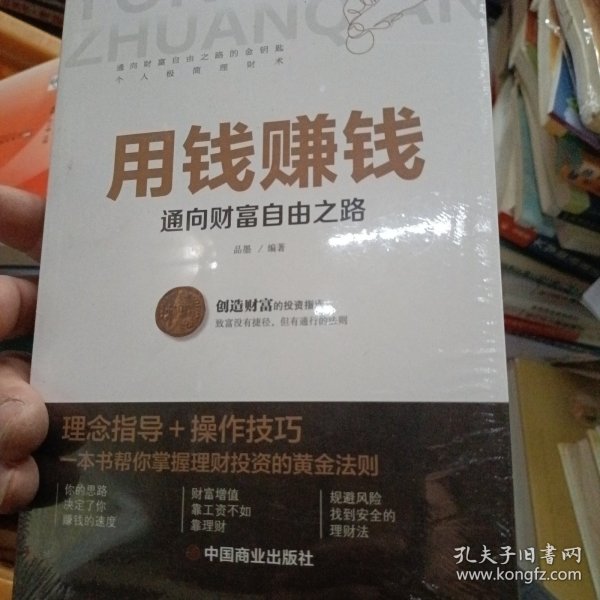 ZHUANQIAN
通向财富自由之路的金钥匙
个人极简理财术
用钱赚钱
通向财富自由之路
品墨 / 编著
创造财富的投资指南
致富没有捷径，但有通行的法则
理念指导+操作技巧
一本书帮你掌握理财投资的黄金法则
你的思路
决定了你
赚钱的速度
财富增值
靠工资不如
靠理财
规避风险
找到安全的
理财法
中国商业出版社
孔夫子旧书网
www.kongfz.com